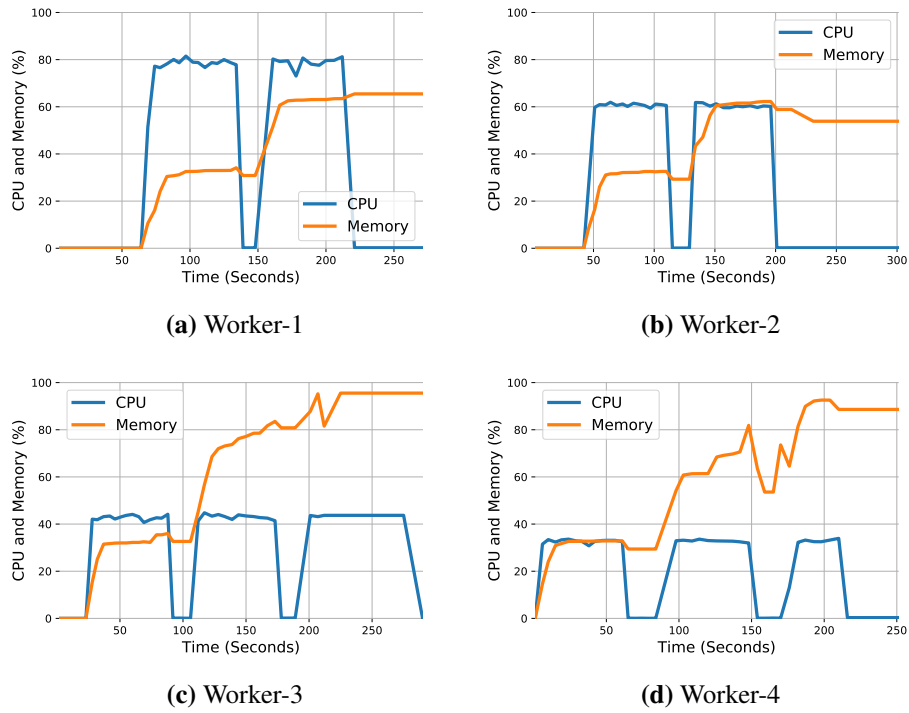 100
80
60
40
20
0
CPU and Memory (%)
CPU
Memory
50 100 150 200 250
Time (Seconds)
(a) Worker-1
100
80
60
40
20
0
CPU and Memory (%)
CPU
Memory
50 100 150 200 250 300
Time (Seconds)
(b) Worker-2
100
80
60
40
20
0
CPU and Memory (%)
CPU
Memory
50 100 150 200 250
Time (Seconds)
(c) Worker-3
100
80
60
40
20
0
CPU and Memory (%)
CPU
Memory
50 100 150 200 250
Time (Seconds)
(d) Worker-4